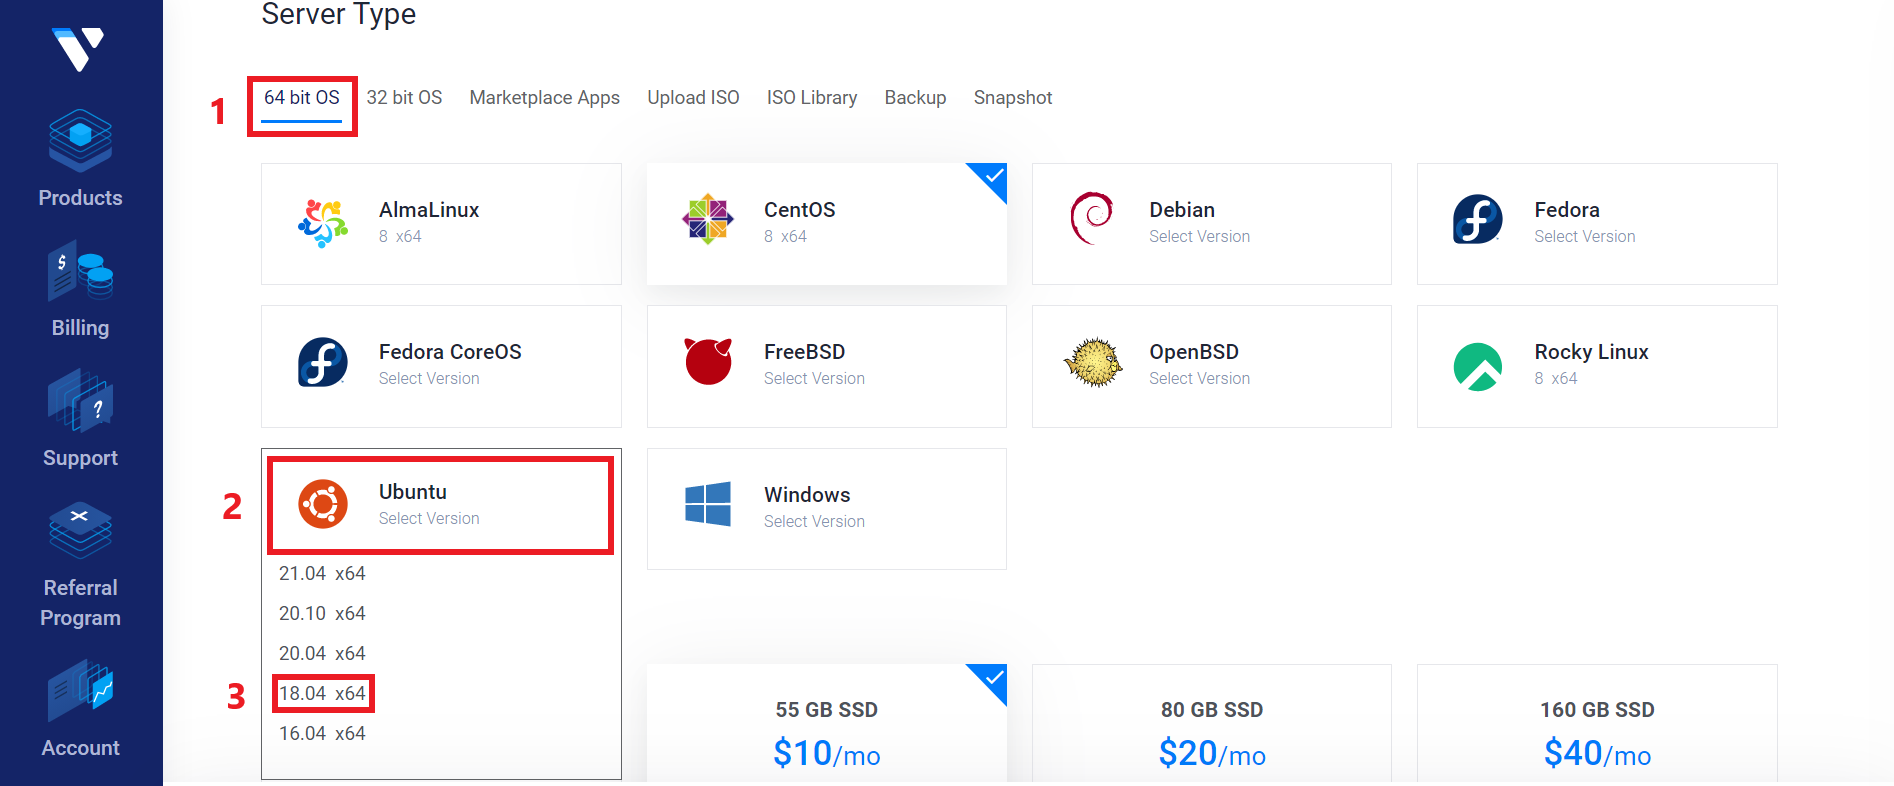 Server Type
1
64 bit OS
32 bit OS
Marketplace Apps
Upload ISO
ISO Library
Backup
Snapshot
Products
Billing
Support
Referral
Program
Account
AlmaLinux
8 x64
CentOS
8 x64
Debian
Select Version
Fedora
Select Version
Fedora CoreOS
Select Version
FreeBSD
Select Version
OpenBSD
Select Version
Rocky Linux
8 x64
2
Ubuntu
Select Version
21.04 x64
20.10 x64
20.04 x64
3
18.04 x64
16.04 x64
Windows
Select Version
55 GB SSD
$10/mo
80 GB SSD
$20/mo
160 GB SSD
$40/mo